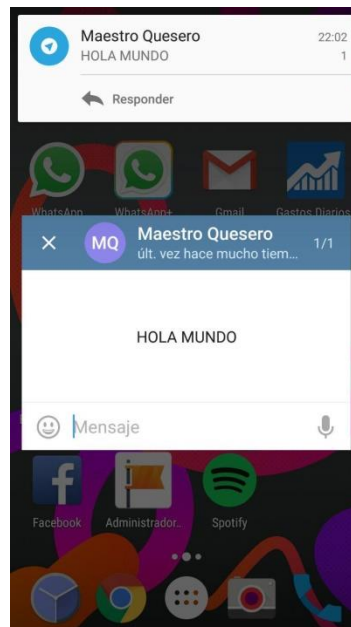 Maestro Quesero 22:02
HOLA MUNDO 1
Responder
WhatsApp WhatsApp+ Gmail Gastos Diarios
MQ Maestro Quesero 1/1
últ. vez hace mucho tiem...
HOLA MUNDO
Mensaje
Facebook Administrador.. Spotify